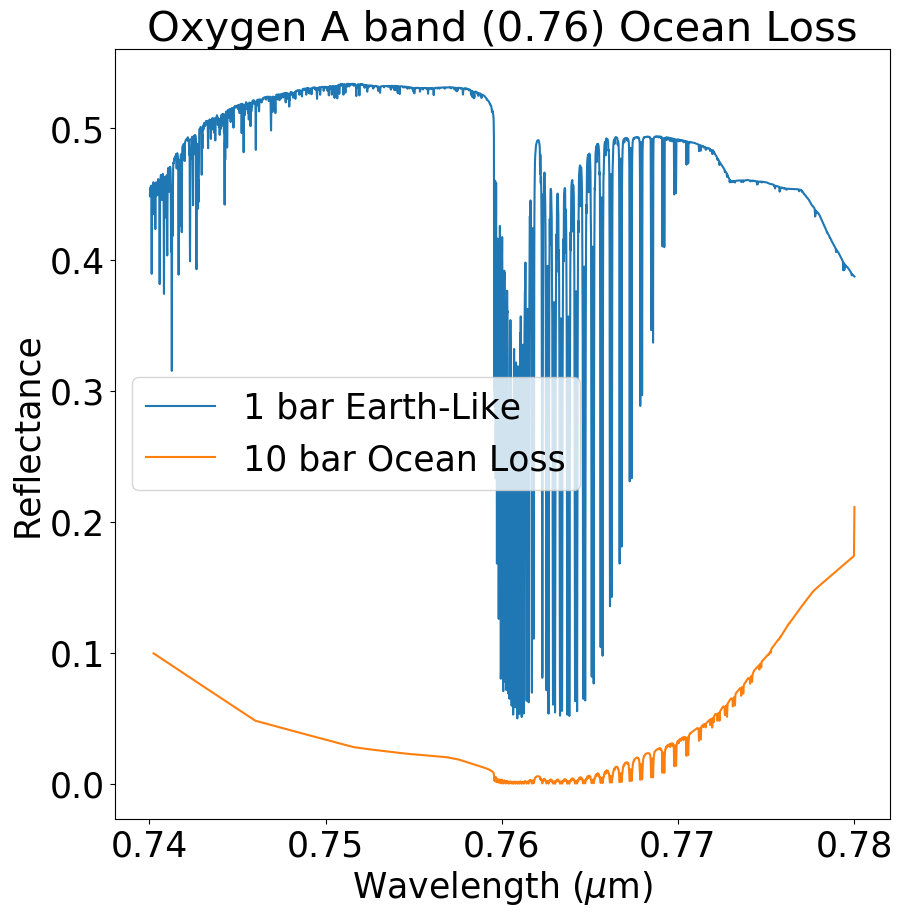 Oxygen A band (0.76) Ocean Loss
Reflectance
0.5
0.4
0.3
0.2
0.1
0.0
1 bar Earth-Like
10 bar Ocean Loss
0.74 0.75 0.76 0.77 0.78
Wavelength (μm)